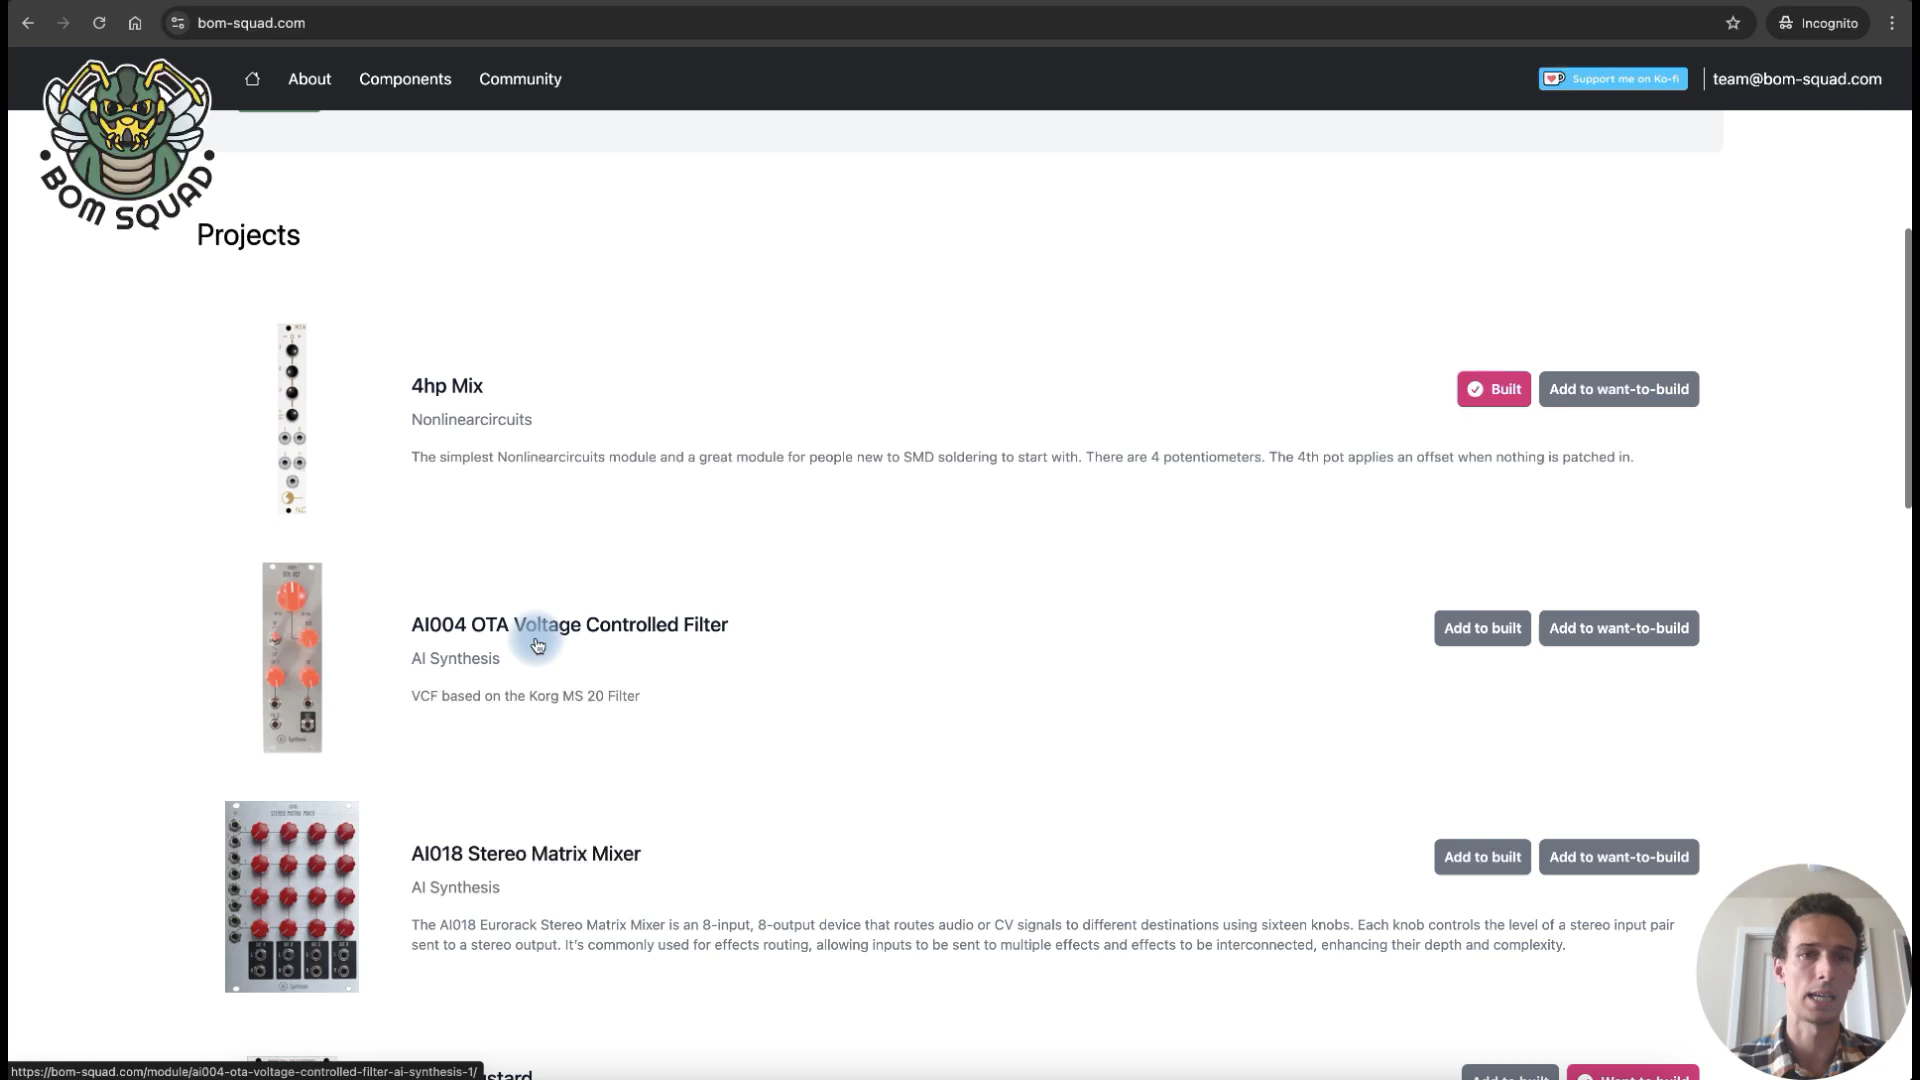 bom-squad.com
Incognito
About
Components
Community
Support me on Ko-fi
team@bom-squad.com
BOM SQUAD
Projects
4hp Mix
Nonlinearcircuits
The simplest Nonlinearcircuits module and a great module for people new to SMD soldering to start with. There are 4 potentiometers. The 4th pot applies an offset when nothing is patched in.
Built
Add to want-to-build
AI004 OTA Voltage Controlled Filter
AI Synthesis
VCF based on the Korg MS 20 Filter
Add to built
Add to want-to-build
STEREO MATRIX MIXER
AI018 Stereo Matrix Mixer
AI Synthesis
The AI018 Eurorack Stereo Matrix Mixer is an 8-input, 8-output device that routes audio or CV signals to different destinations using sixteen knobs. Each knob controls the level of a stereo input pair
sent to a stereo output. It's commonly used for effects routing, allowing inputs to be sent to multiple effects and effects to be interconnected, enhancing their depth and complexity.
Add to built
Add to want-to-build
Add to built
Want to build
https://bom-squad.com/module/ai004-ota-voltage-controlled-filter-ai-synthesis-1/